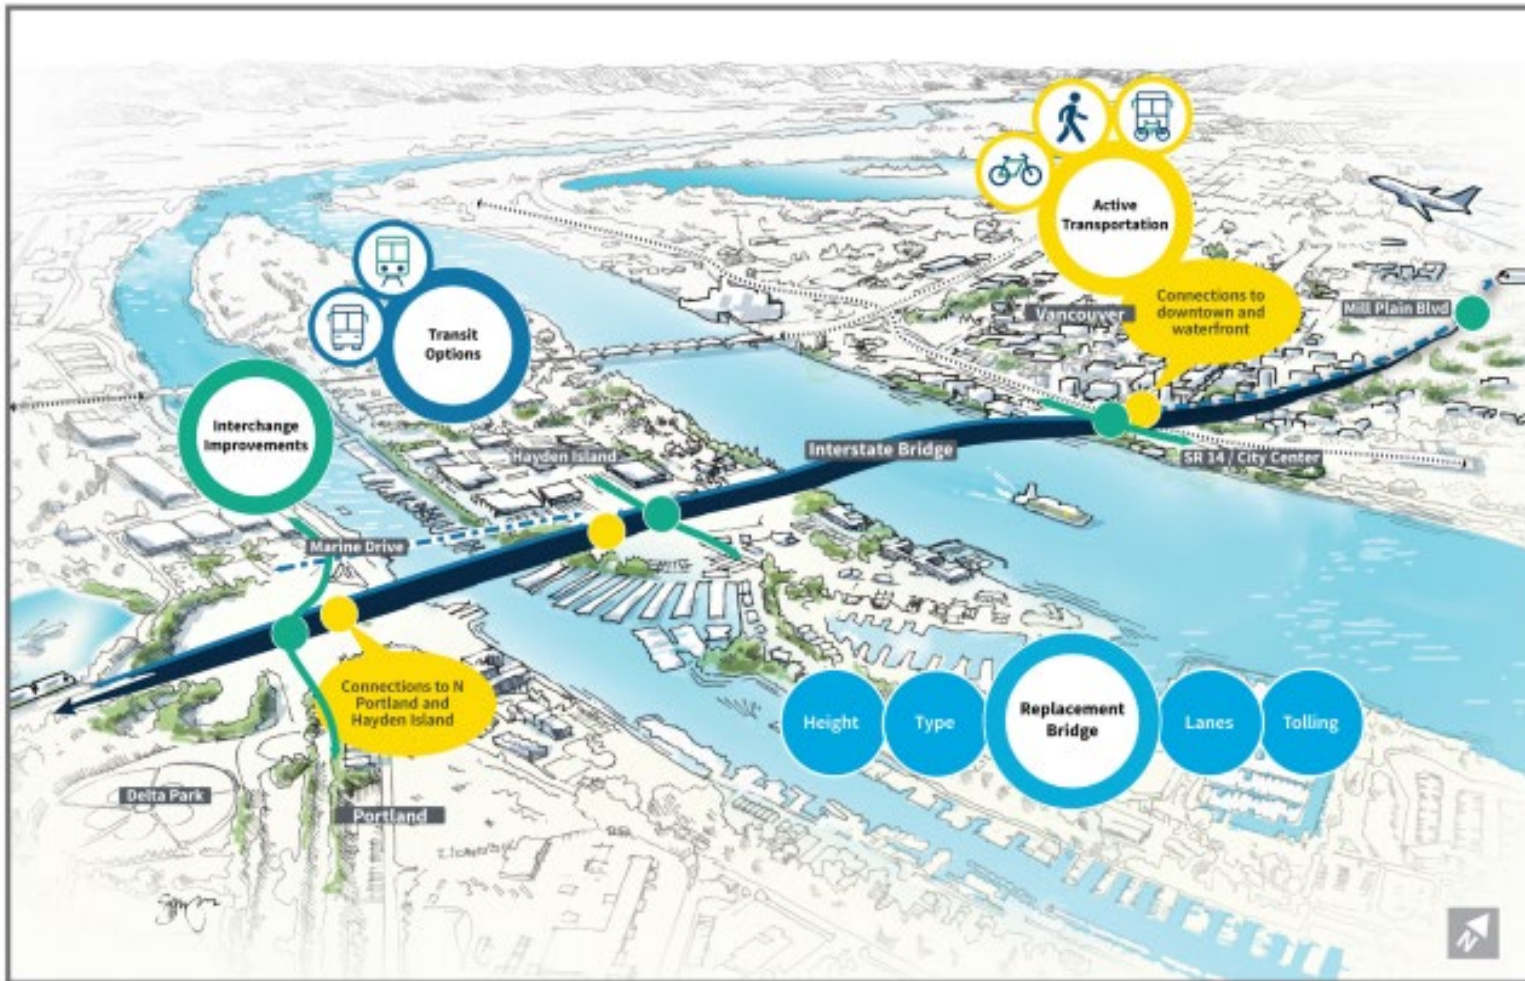 Active
Transportation
Connections to
downtown and
waterfront
Vancouver
Mill Plain Blvd
Transit
Options
Interchange
Improvements
Hayden Island
Interstate Bridge
SR 14 / City Center
Marine Drive
Connections to N
Portland and
Hayden Island
Height
Type
Replacement
Bridge
Lanes
Tolling
Delta Park
Portland
N